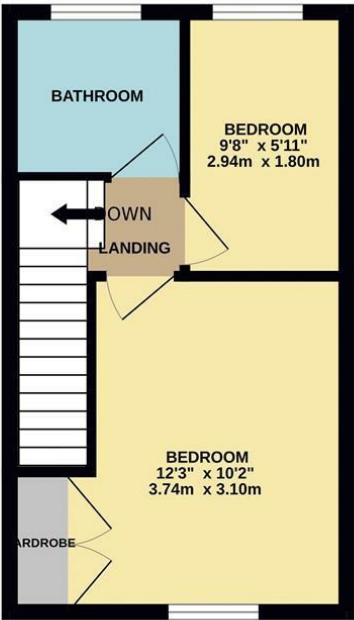 BATHROOM
BEDROOM
9'8" x 5'11"
2.94m x 1.80m
DOWN
LANDING
BEDROOM
12'3" x 10'2"
3.74m x 3.10m
ARDROBE